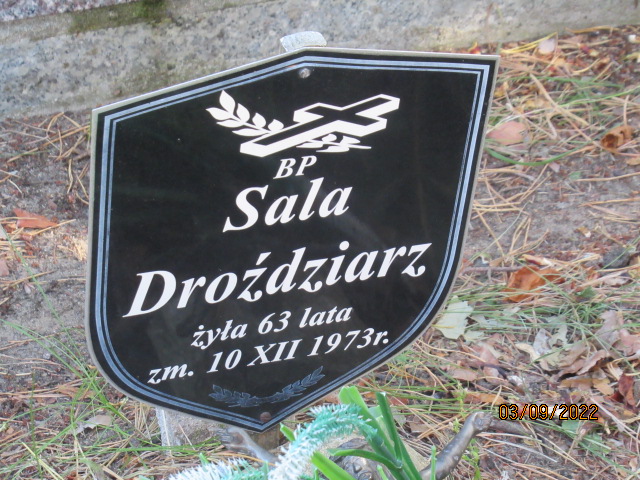 BP
Sala
Droździarz
żyła 63 lata
zm. 10 XII 1973r.
03/09/2022